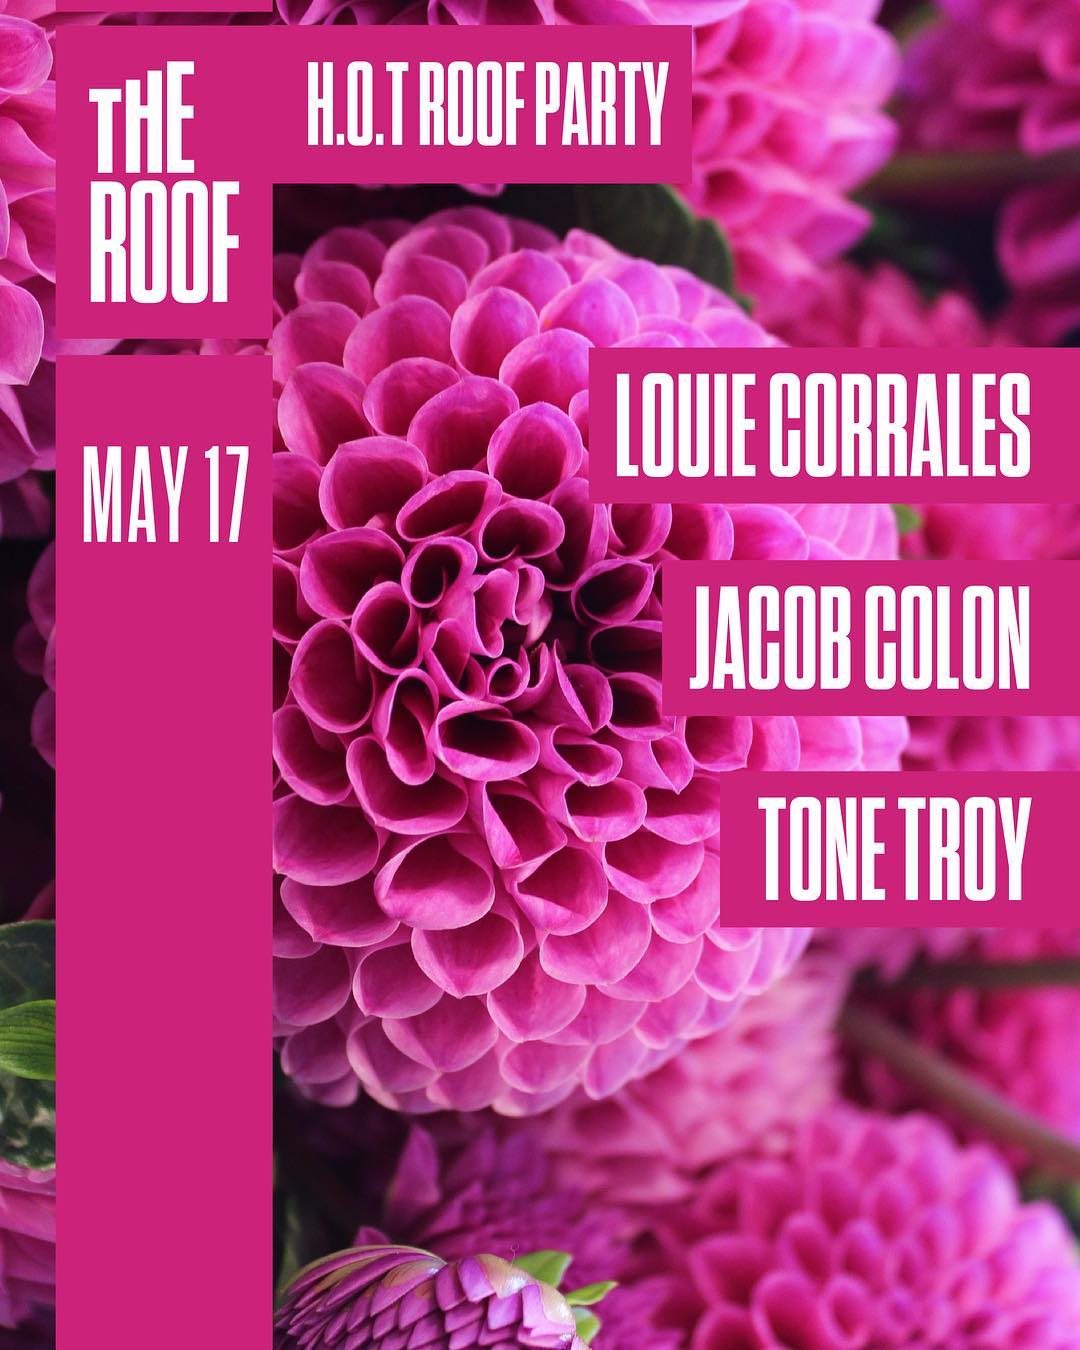 THE
ROOF
H.O.T ROOF PARTY
MAY 17
LOUIE CORRALES
JACOB COLON
TONE TROY